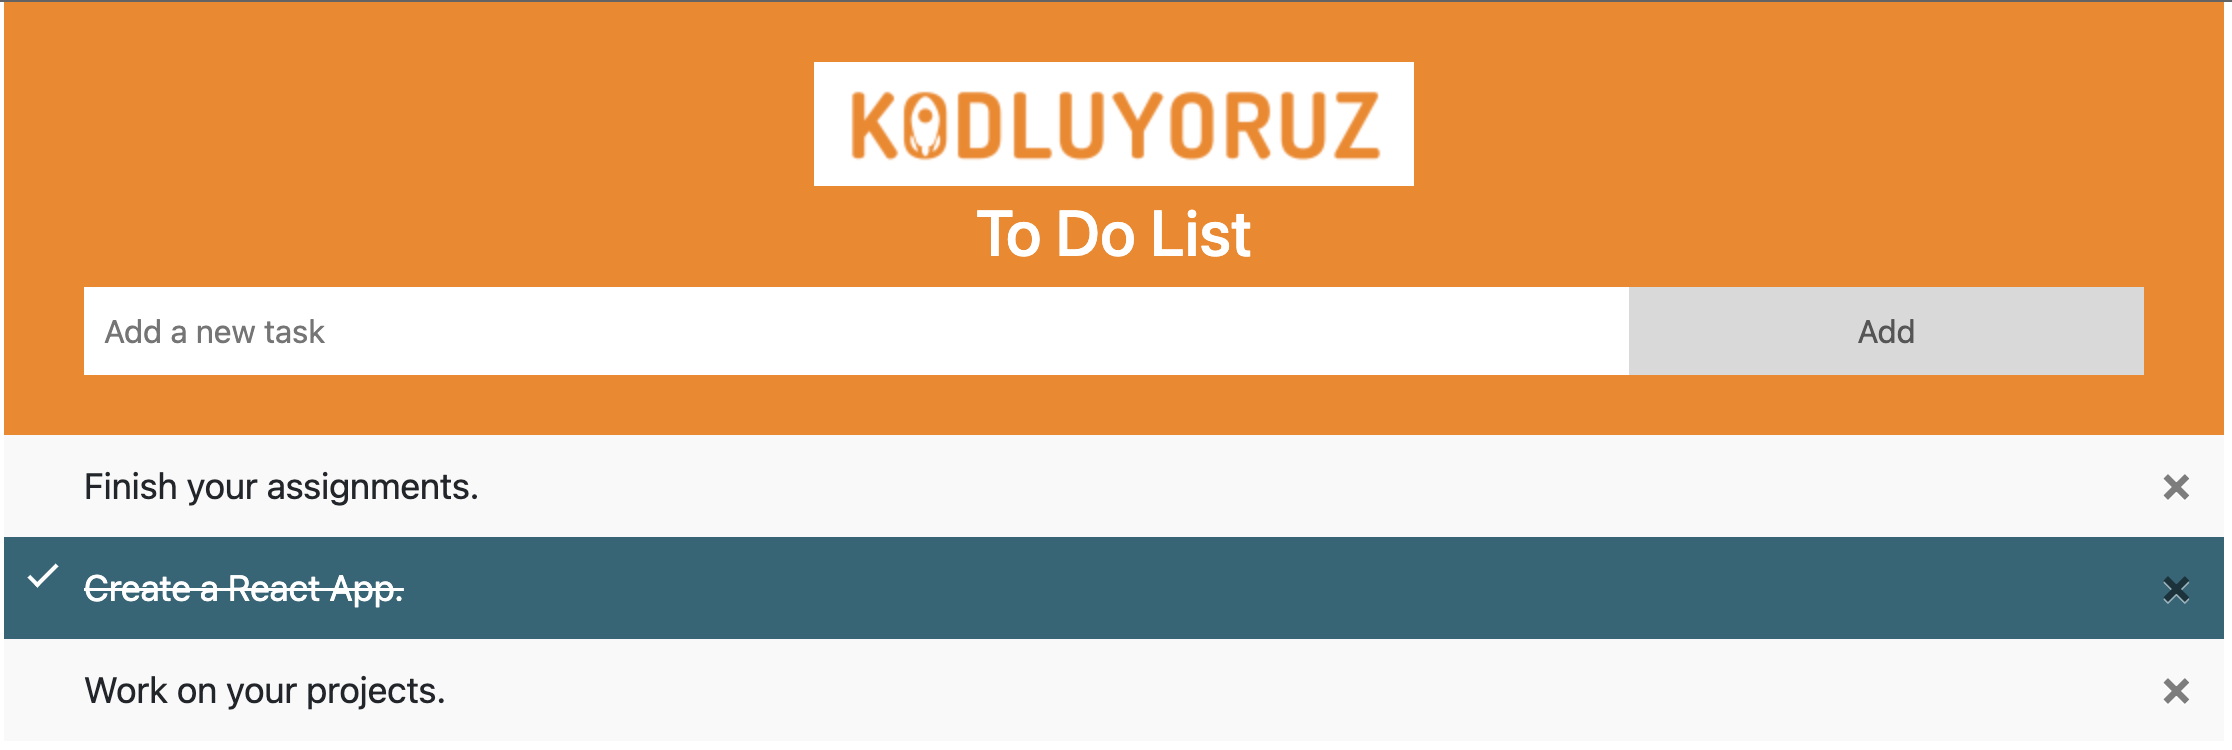 KODLUYORUZ
To Do List
Add a new task
Add
Finish your assignments.
Create a React App.
Work on your projects.